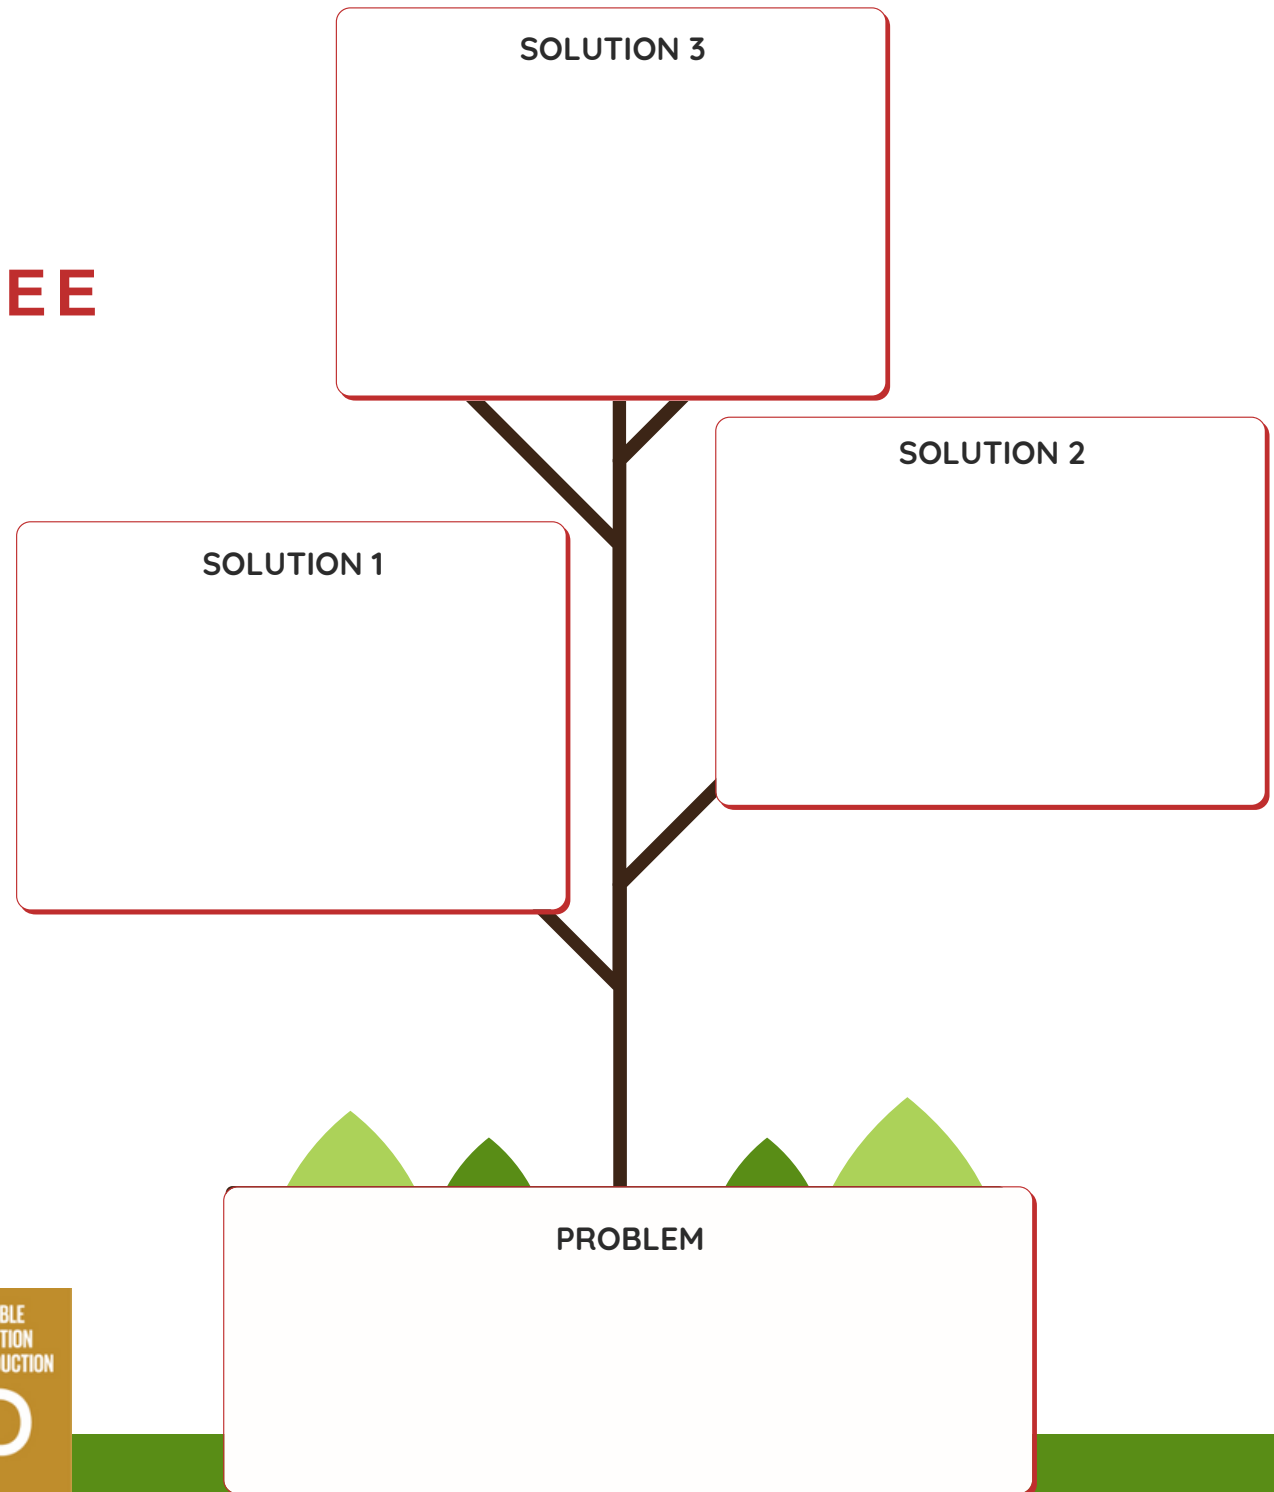 SOLUTION 3
EE
SOLUTION 2
SOLUTION 1
PROBLEM
BLE
TION
UCTION